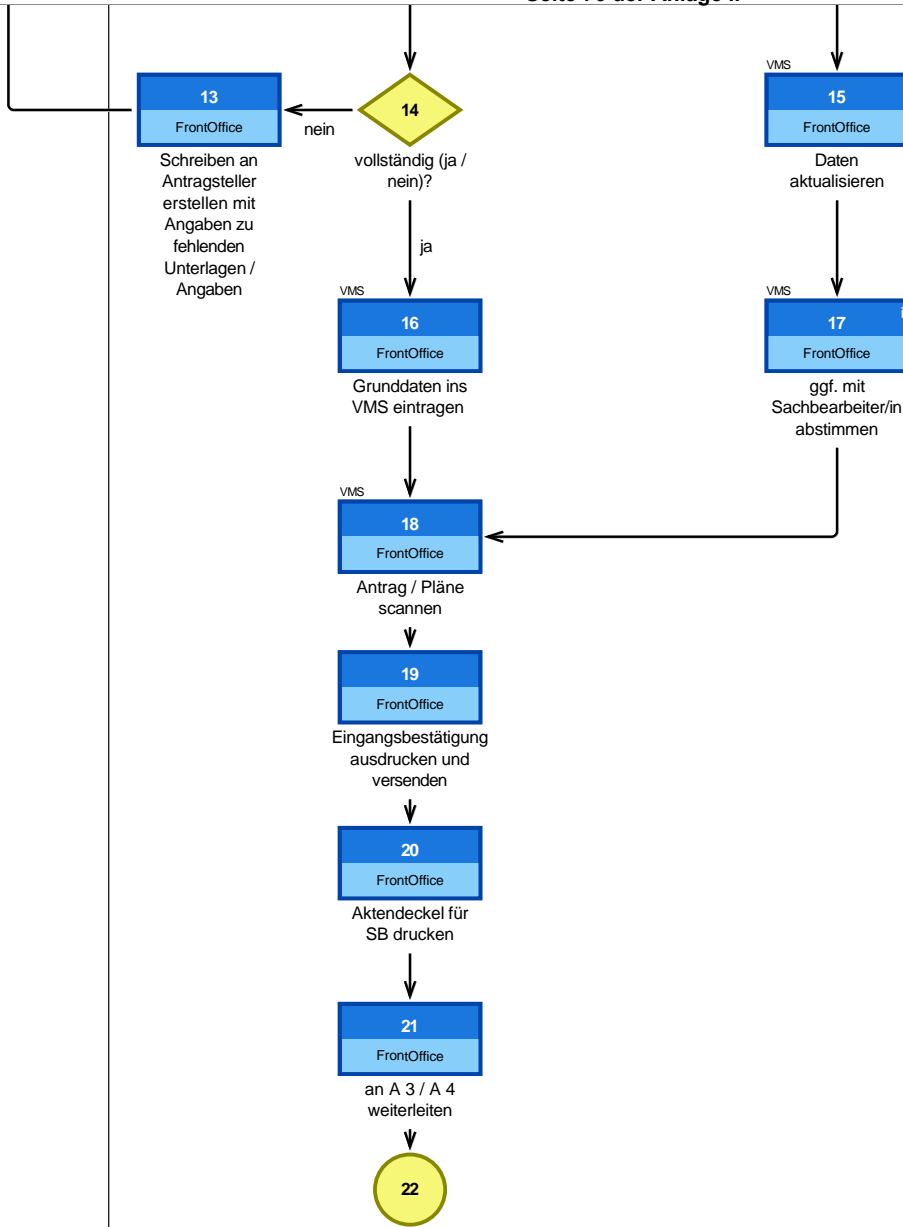 VMS
13
FrontOffice
Schreiben an
Antragsteller
erstellen mit
Angaben zu
fehlenden
Unterlagen /
Angaben
nein
14
vollständig (ja /
nein)?
ja
VMS
15
FrontOffice
Daten
aktualisieren
VMS
16
FrontOffice
Grunddaten ins
VMS eintragen
VMS
17
FrontOffice
ggf. mit
Sachbearbeiter/in
abstimmen
VMS
18
FrontOffice
Antrag / Pläne
scannen
19
FrontOffice
Eingangsbestätigung
ausdrucken und
versenden
20
FrontOffice
Aktendeckel für
SB drucken
21
FrontOffice
an A 3 / A 4
weiterleiten
22